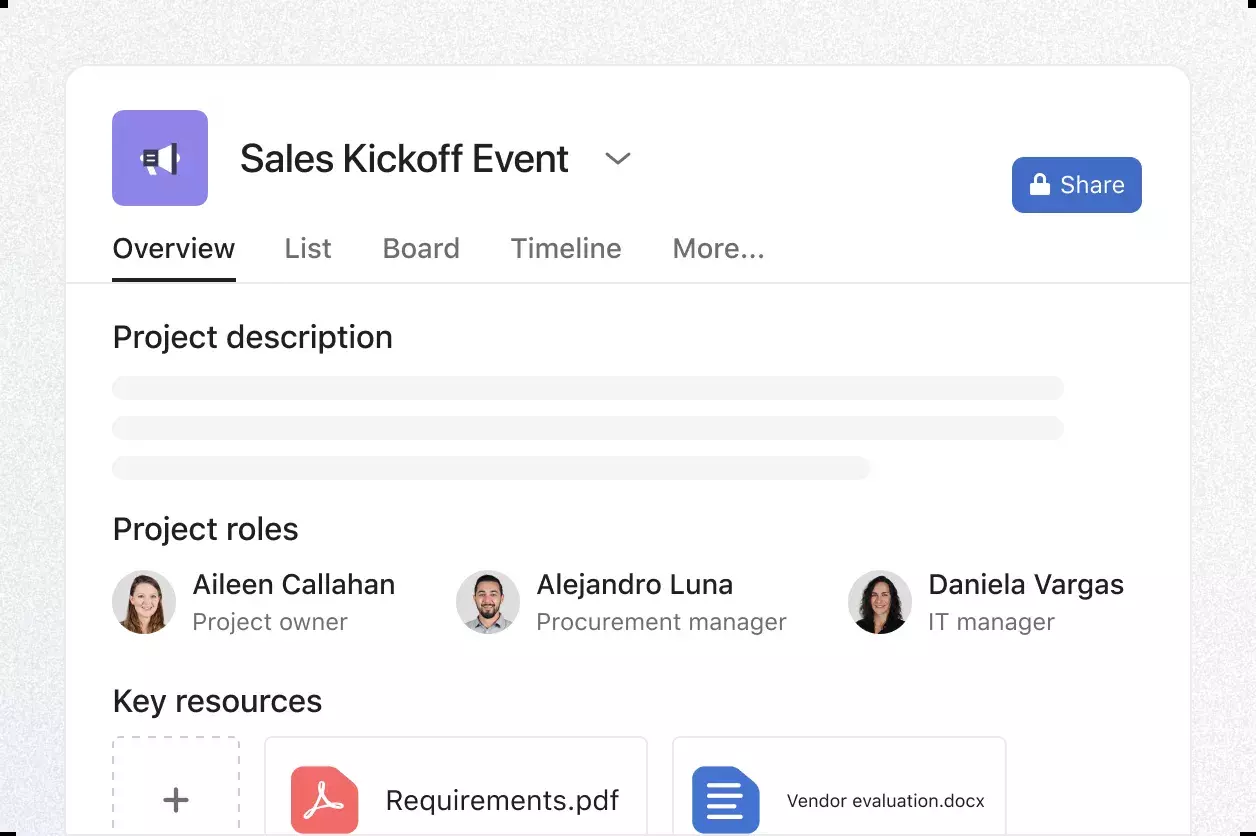 Sales Kickoff Event
Share
Overview List Board Timeline More...
Project description
Project roles
Aileen Callahan Alejandro Luna Daniela Vargas
Project owner Procurement manager IT manager
Key resources
+ Requirements.pdf Vendor evaluation.docx